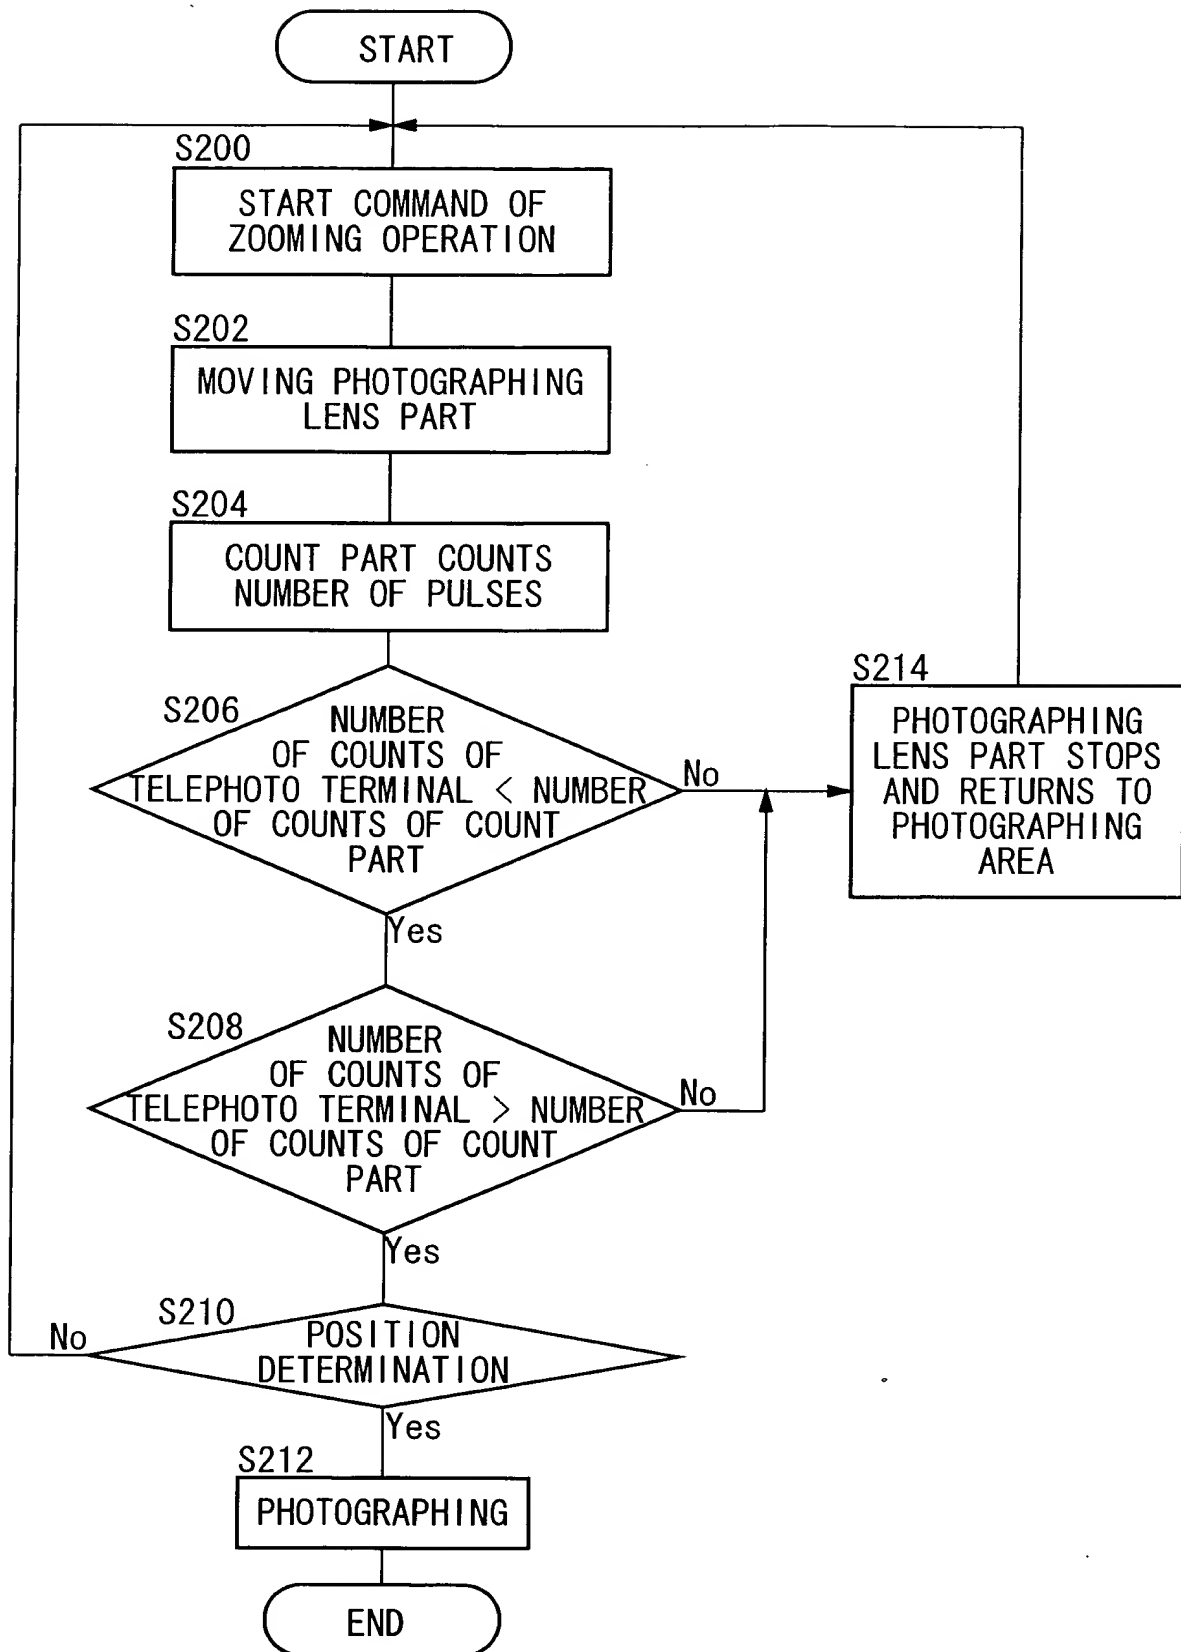 START
S200
START COMMAND OF
ZOOMING OPERATION
S202
MOVING PHOTOGRAPHING
LENS PART
S204
COUNT PART COUNTS
NUMBER OF PULSES
S206
NUMBER
OF COUNTS OF
TELEPHOTO TERMINAL < NUMBER
OF COUNTS OF COUNT
PART
No
Yes
S214
PHOTOGRAPHING
LENS PART STOPS
AND RETURNS TO
PHOTOGRAPHING
AREA
S208
NUMBER
OF COUNTS OF
TELEPHOTO TERMINAL > NUMBER
OF COUNTS OF COUNT
PART
No
Yes
S210
POSITION
DETERMINATION
No
Yes
S212
PHOTOGRAPHING
END